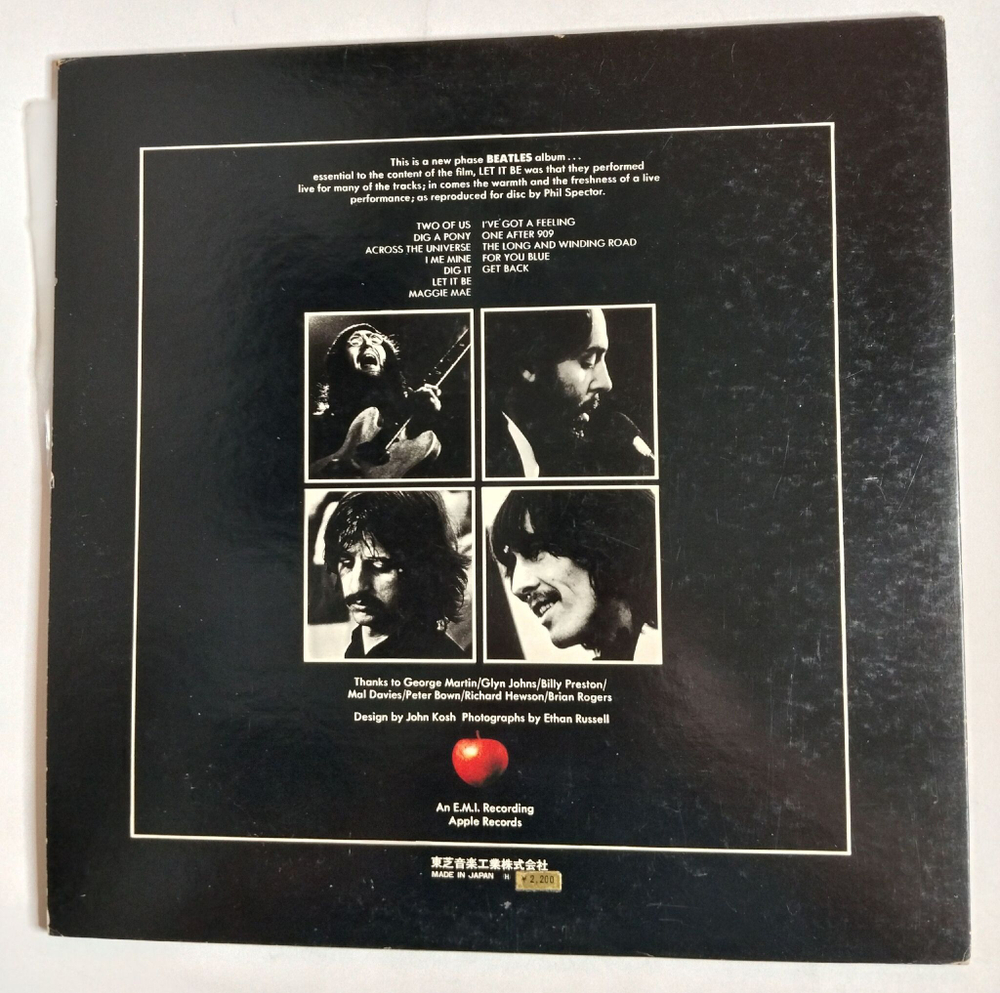 This is a new phase BEATLES album...
essential to the content of the film, LET IT BE was that they performed
live for many of the tracks; in comes the warmth and the freshness of a live
performance; as reproduced for disc by Phil Spector.
TWO OF US
DIG A PONY
ACROSS THE UNIVERSE
I ME MINE
DIG IT
LET IT BE
MAGGIE MAE
I'VE GOT A FEELING
ONE AFTER 909
THE LONG AND WINDING ROAD
FOR YOU BLUE
GET BACK
Thanks to George Martin/Glyn Johns/Billy Preston/
Mal Davies/Peter Bown/Richard Hewson/Brian Rogers
Design by John Kosh Photographs by Ethan Russell
An E.M.I. Recording
Apple Records
東芝音楽工業株式会社
MADE IN JAPAN H ¥2,200